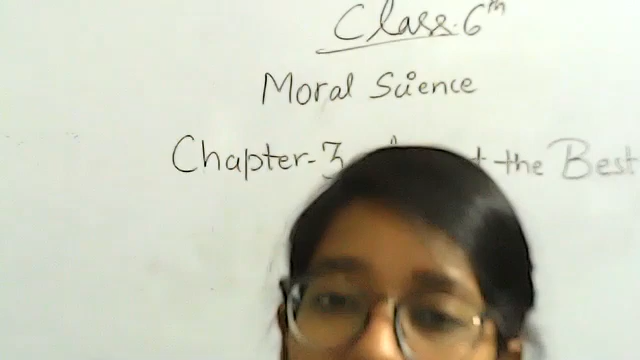 Class. 6th
Moral Science
Chapter-3 the Best